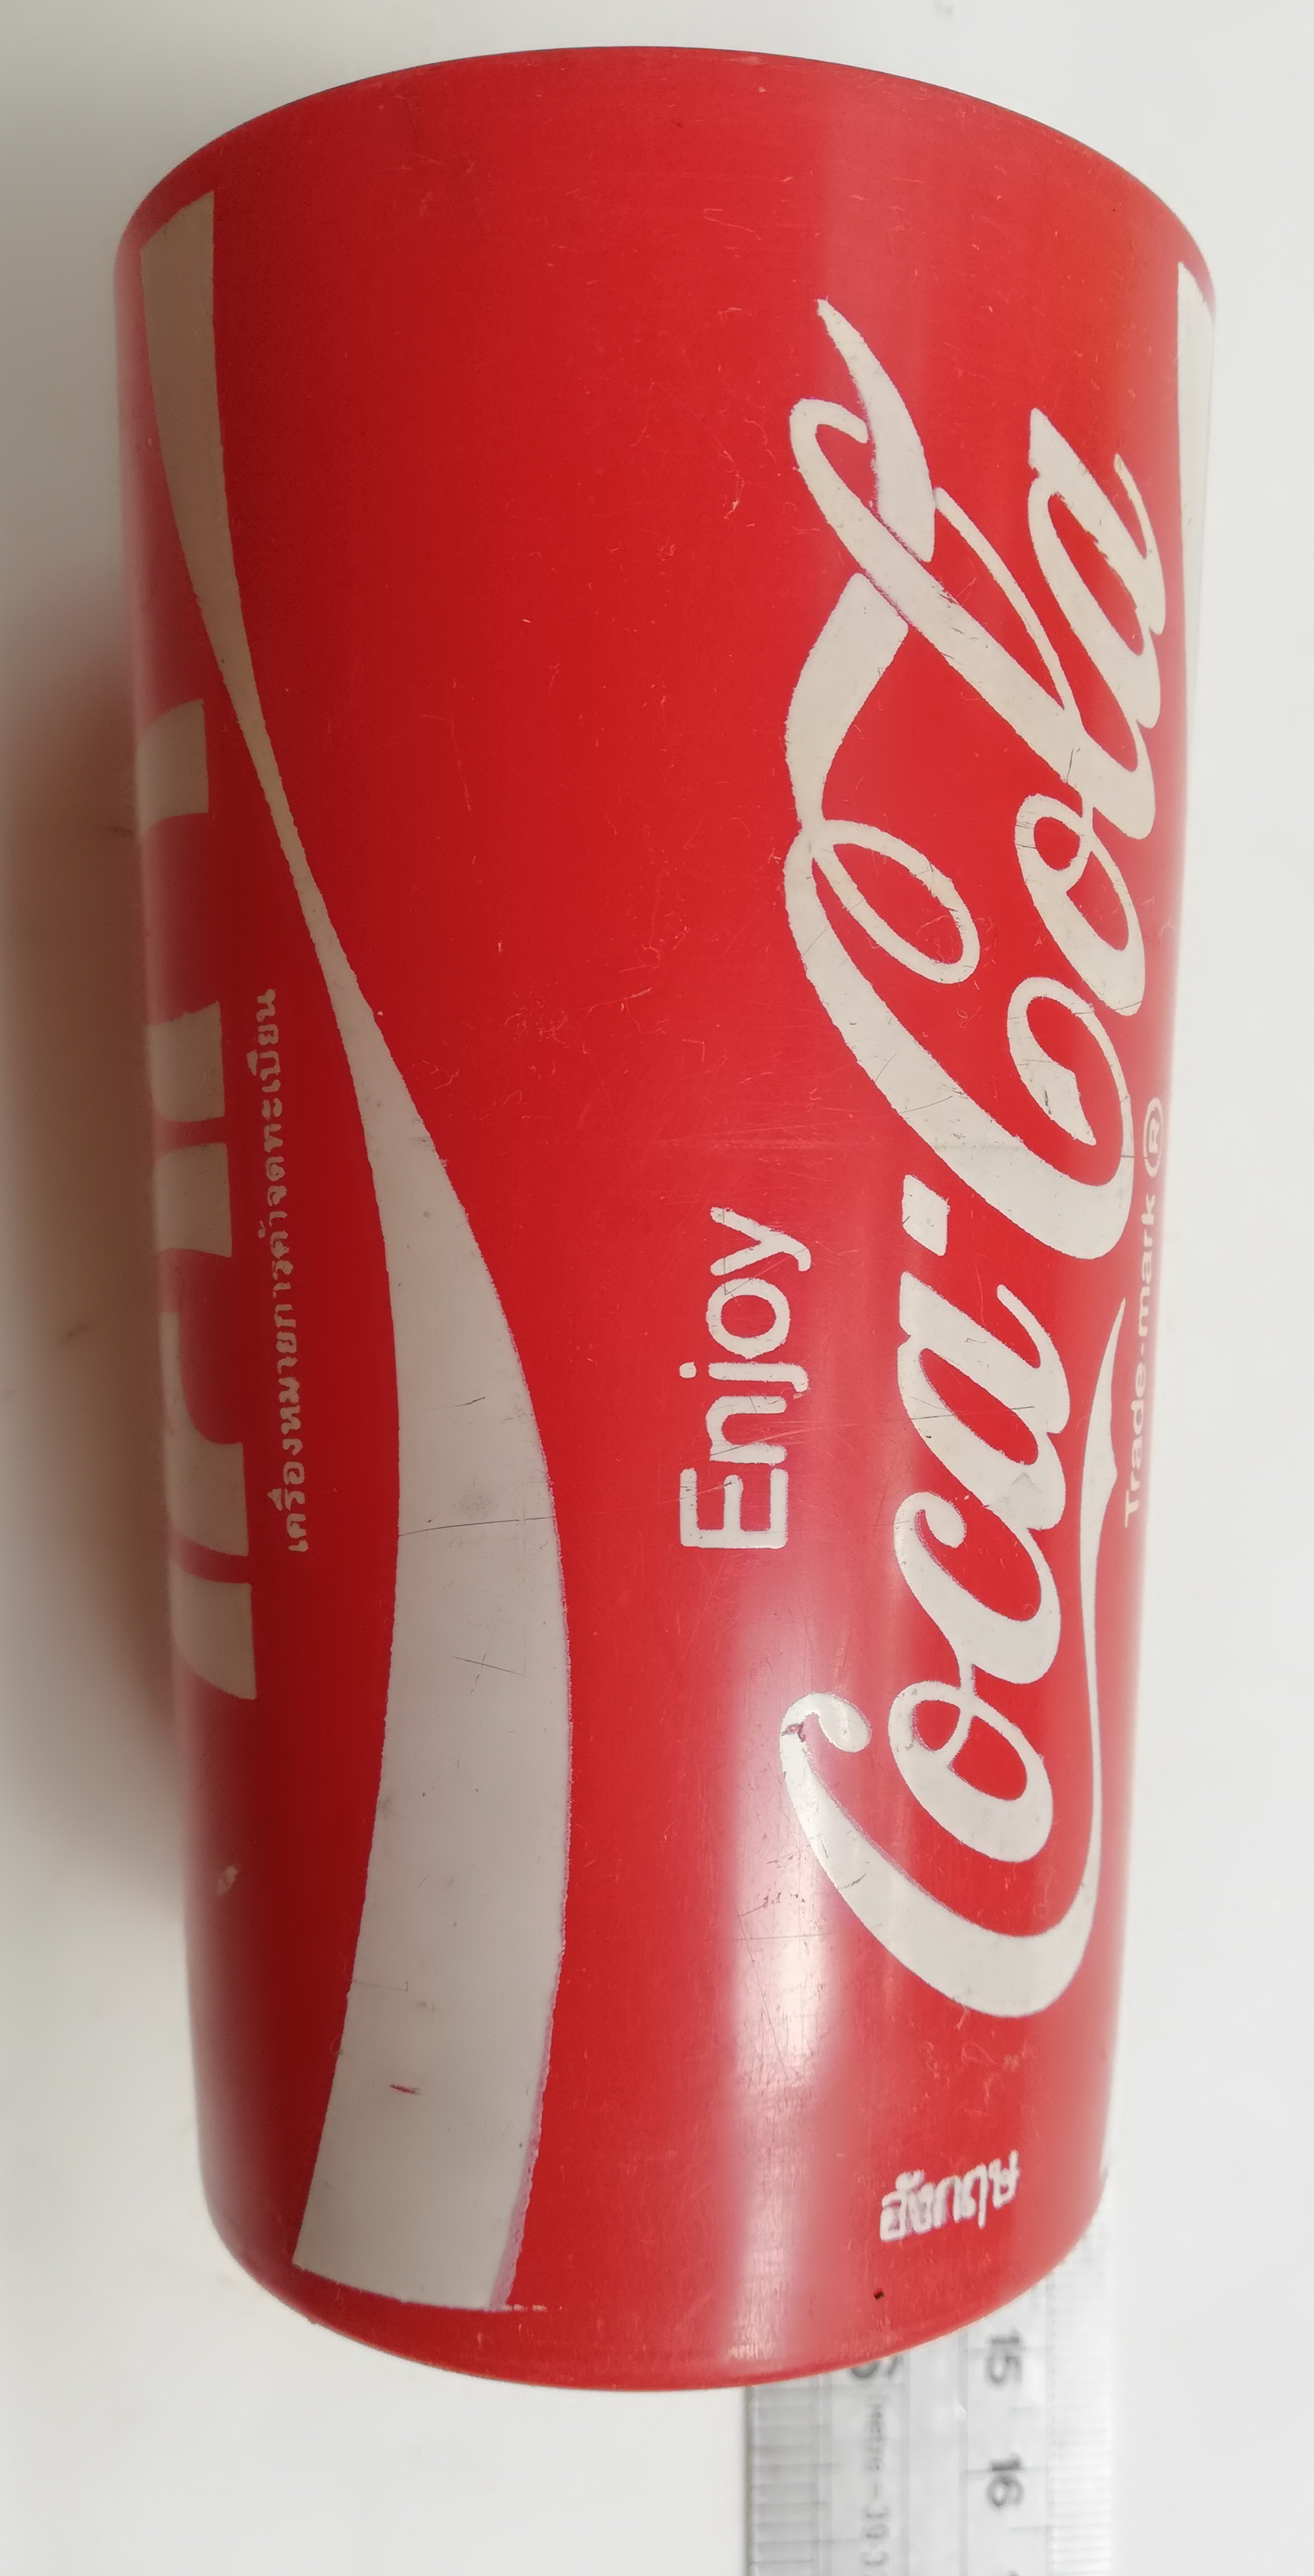 Enjoy
Coca-Cola
Trade-mark ®
อังกฤษ
เครื่องหมายการค้าจดทะเบียน
15
16